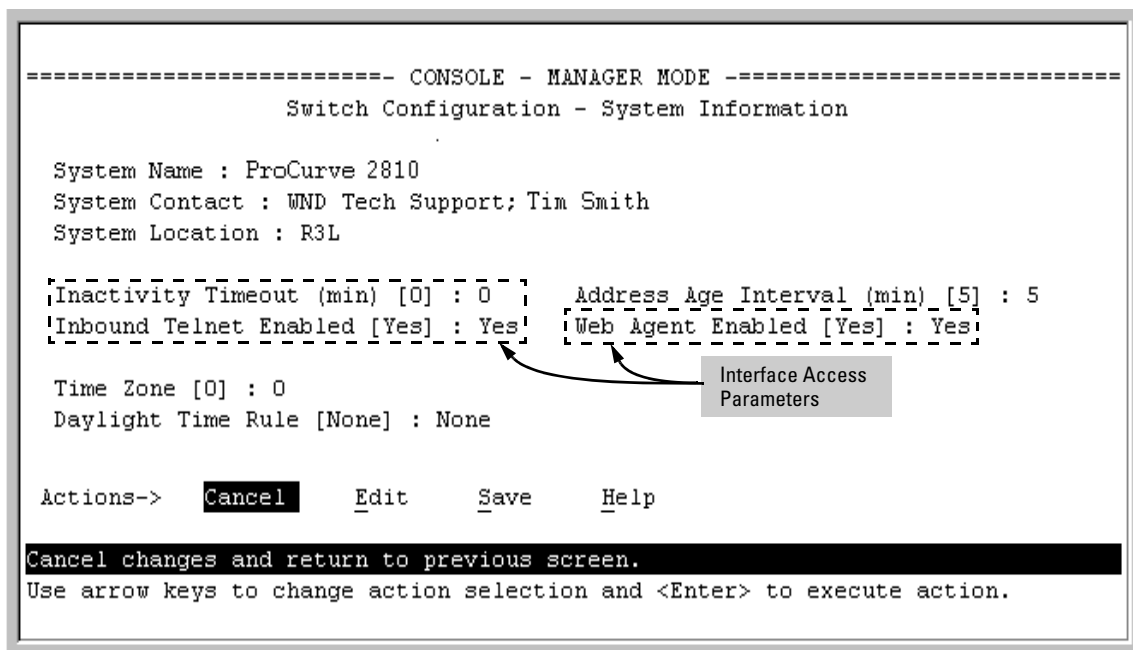 ===========================- CONSOLE - MANAGER MODE -============================
Switch Configuration - System Information
System Name : ProCurve 2810
System Contact : WND Tech Support; Tim Smith
System Location : R3L
Inactivity Timeout (min) [0] : 0 Address Age Interval (min) [5] : 5
Inbound Telnet Enabled [Yes] : Yes Web Agent Enabled [Yes] : Yes
Interface Access
Parameters
Time Zone [0] : 0
Daylight Time Rule [None] : None
Actions-> Cancel Edit Save Help
Cancel changes and return to previous screen.
Use arrow keys to change action selection and <Enter> to execute action.